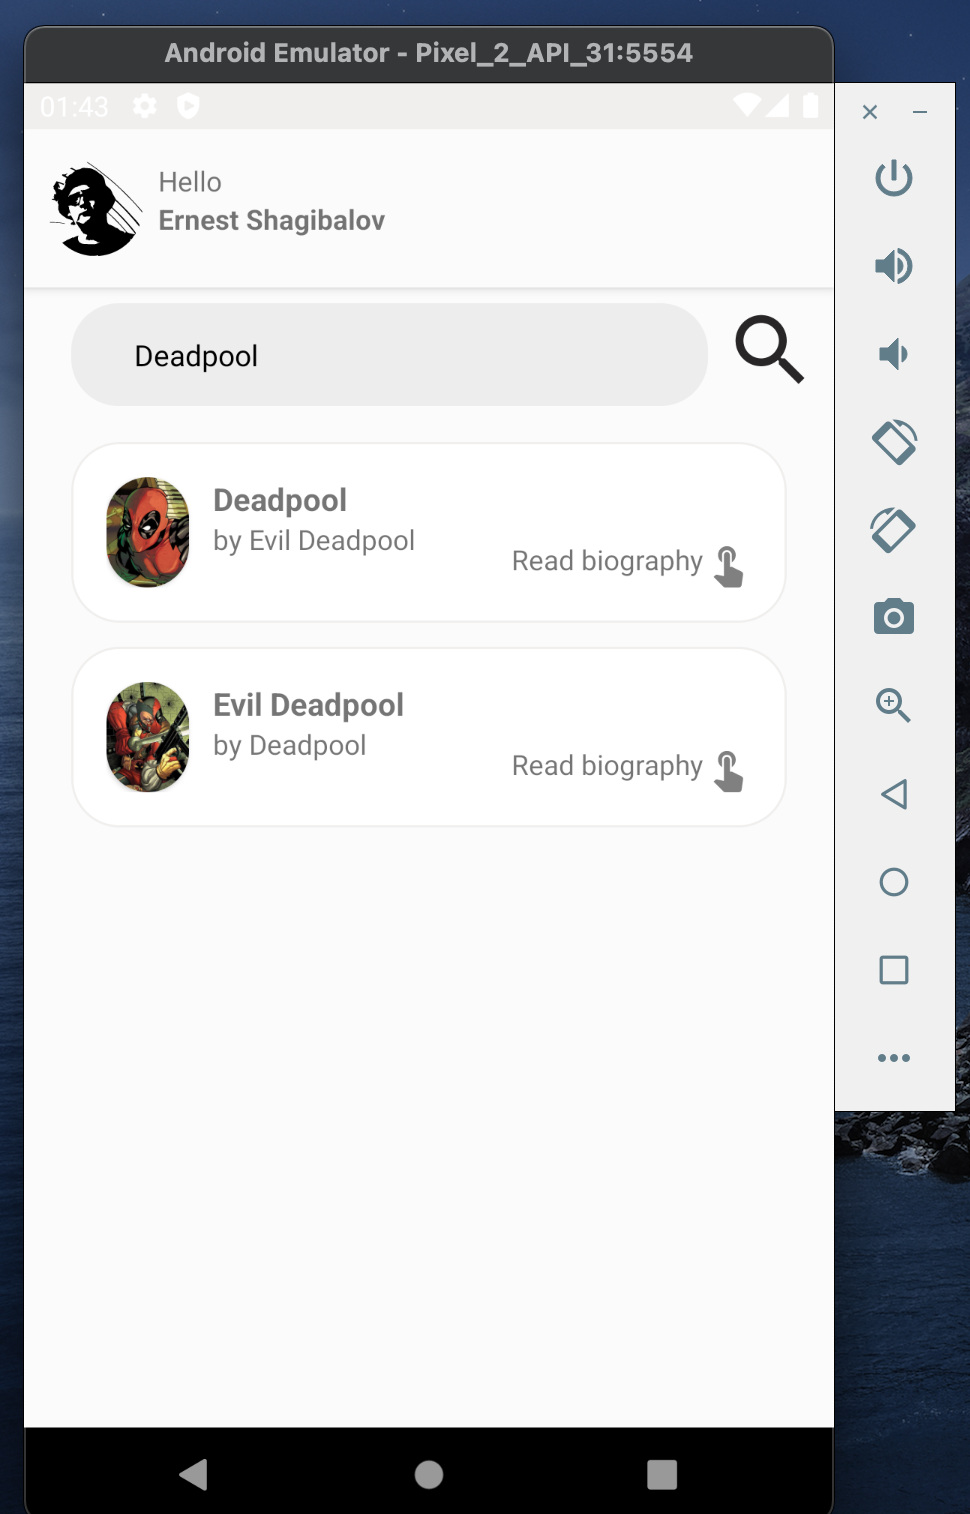 Android Emulator - Pixel_2_API_31:5554
01:43
Hello
Ernest Shagibalov
Deadpool
Deadpool
by Evil Deadpool
Read biography
Evil Deadpool
by Deadpool
Read biography